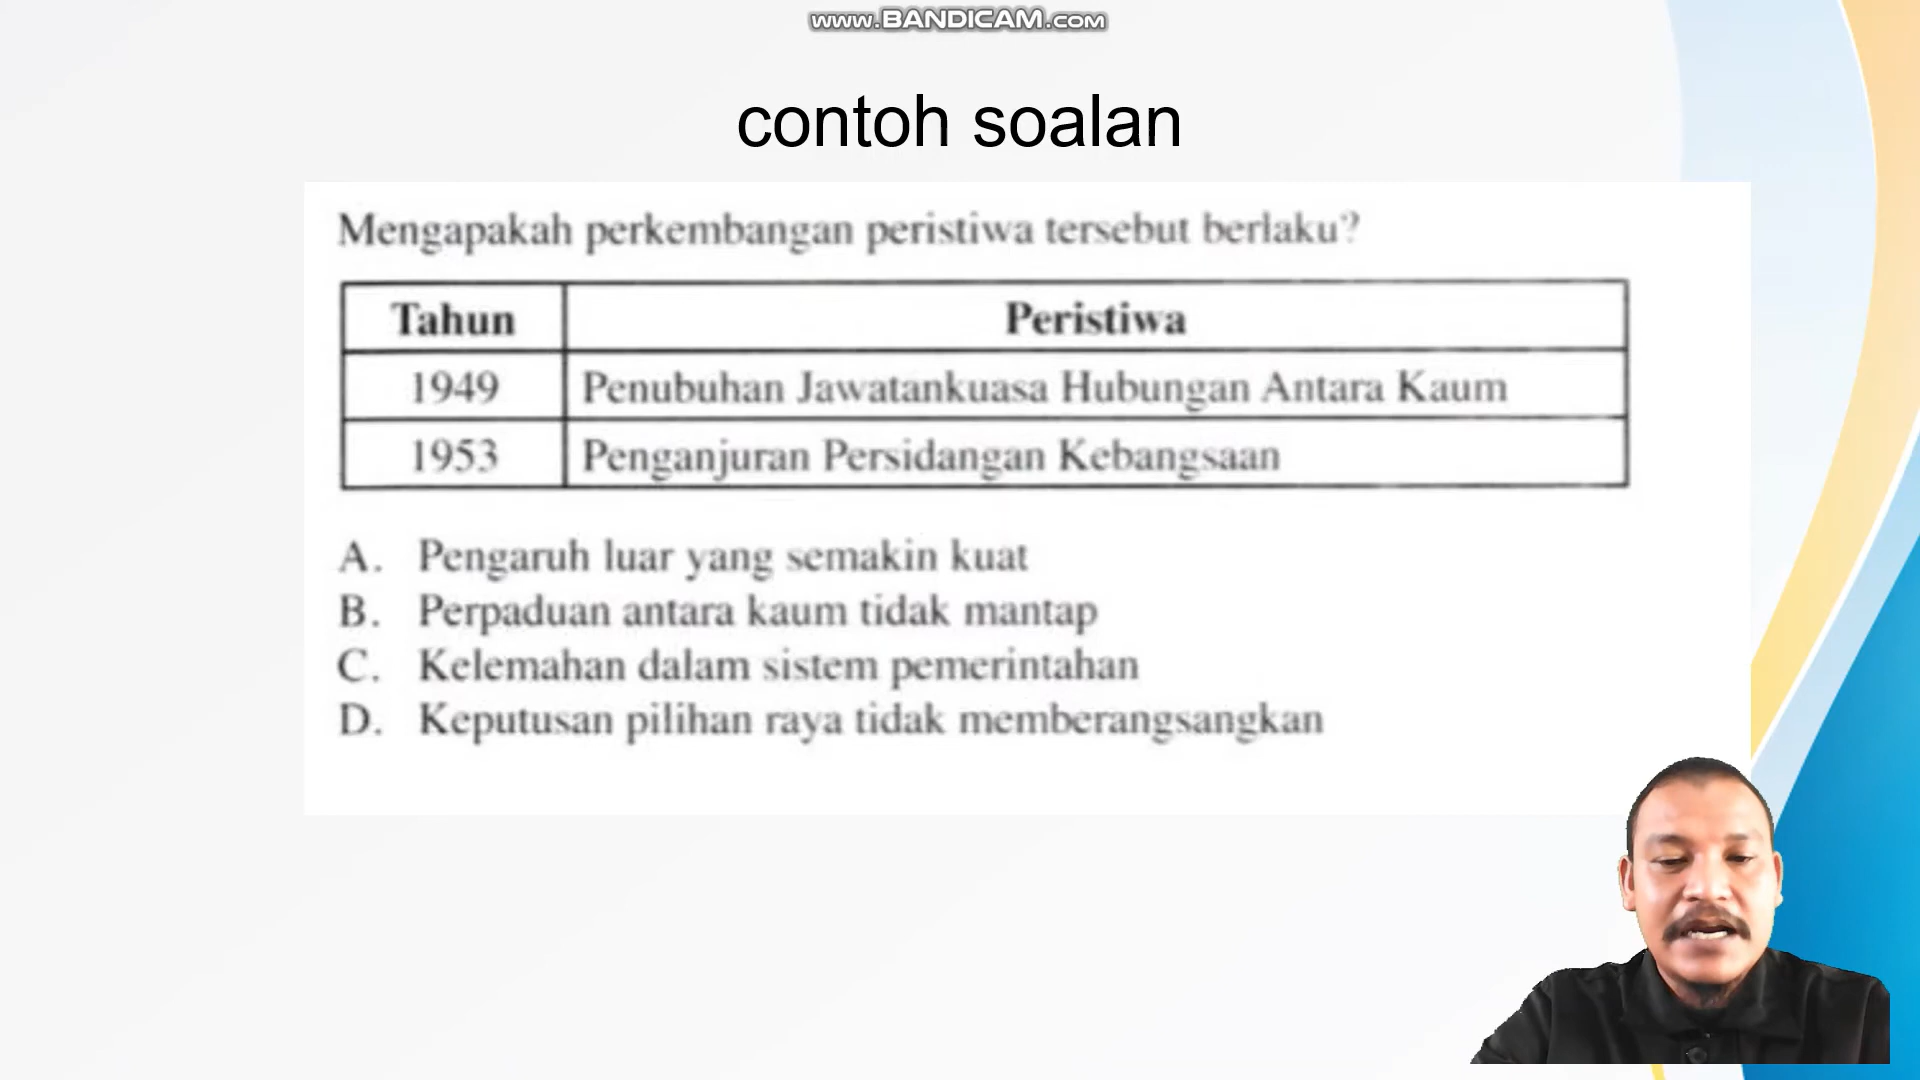 www.BANDICAM.com
contoh soalan
Mengapakah perkembangan peristiwa tersebut berlaku?
Tahun Peristiwa
1949 Penubuhan Jawatankuasa Hubungan Antara Kaum
1953 Penganjuran Persidangan Kebangsaan
A. Pengaruh luar yang semakin kuat
B. Perpaduan antara kaum tidak mantap
C. Kelemahan dalam sistem pemerintahan
D. Keputusan pilihan raya tidak memberangsangkan